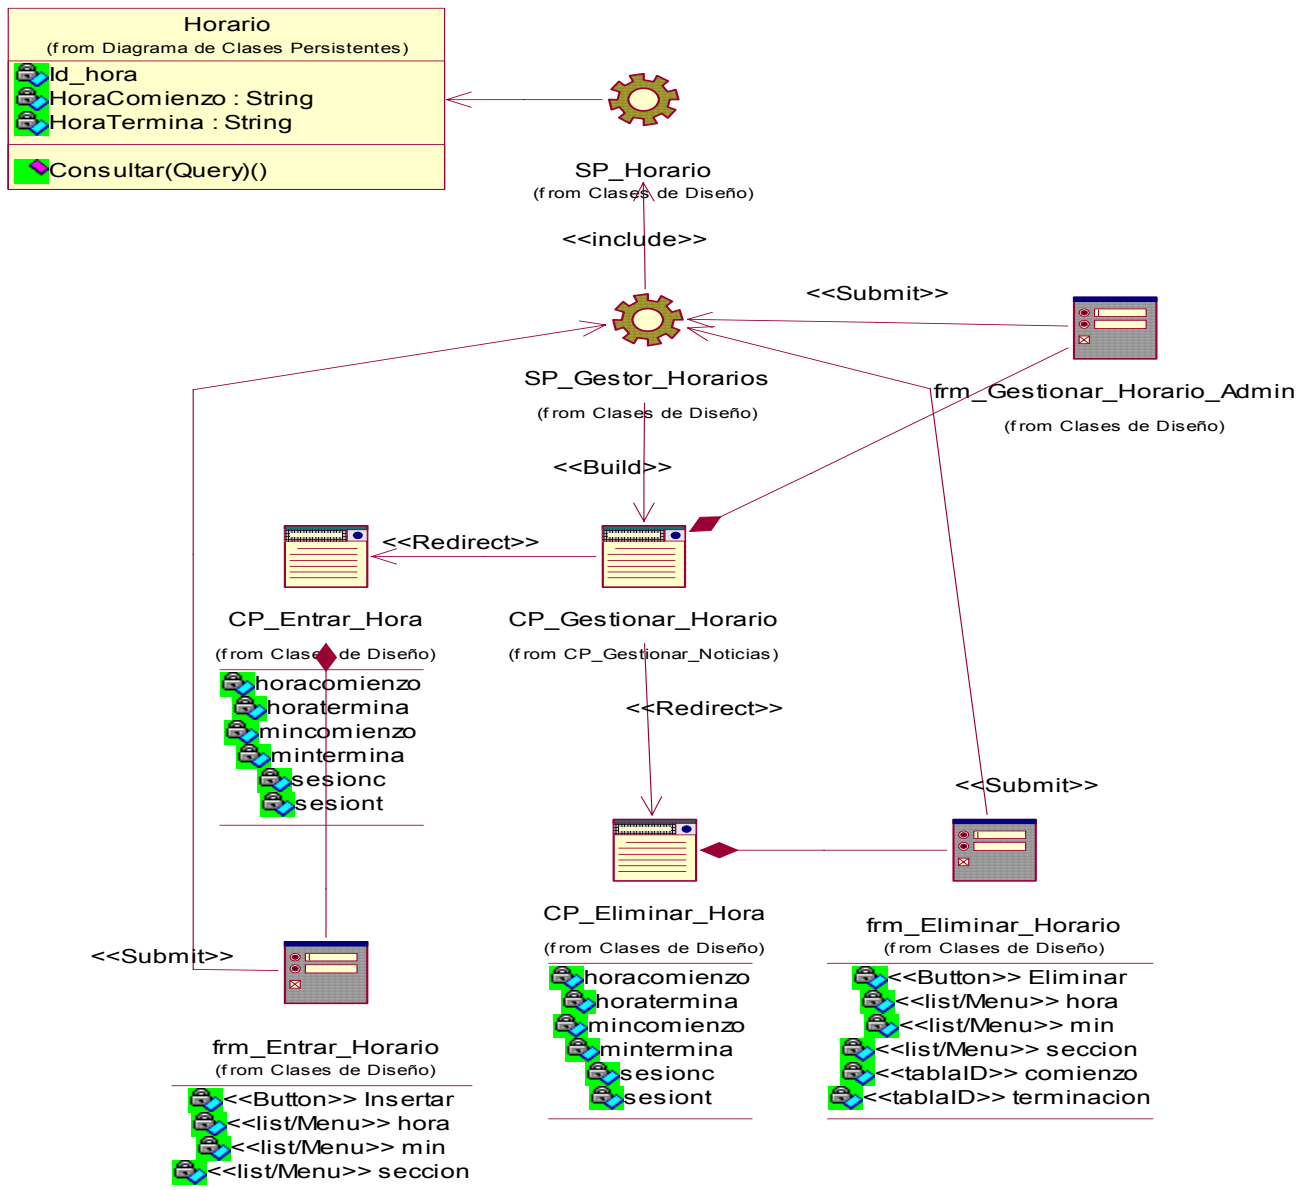 Horario
(from Diagrama de Clases Persistentes)
Id_hora
HoraComienzo : String
HoraTermina : String
Consultar(Query)()
SP_Horario
(from Clases de Diseño)
<<include>>
<<Submit>>
SP_Gestor_Horarios
(from Clases de Diseño)
frm_Gestionar_Horario_Admin
(from Clases de Diseño)
<<Build>>
<<Redirect>>
CP_Entrar_Hora
(from Clases de Diseño)
horacomienzo
horatermina
mincomienzo
mintermina
sesionc
sesiont
CP_Gestionar_Horario
(from CP_Gestionar_Noticias)
<<Redirect>>
<<Submit>>
CP_Eliminar_Hora
(from Clases de Diseño)
horacomienzo
horatermina
mincomienzo
mintermina
sesionc
sesiont
frm_Eliminar_Horario
(from Clases de Diseño)
<<Button>> Eliminar
<<list/Menu>> hora
<<list/Menu>> min
<<list/Menu>> seccion
<<tablaID>> comienzo
<<tablaID>> terminacion
<<Submit>>
frm_Entrar_Horario
(from Clases de Diseño)
<<Button>> Insertar
<<list/Menu>> hora
<<list/Menu>> min
<<list/Menu>> seccion